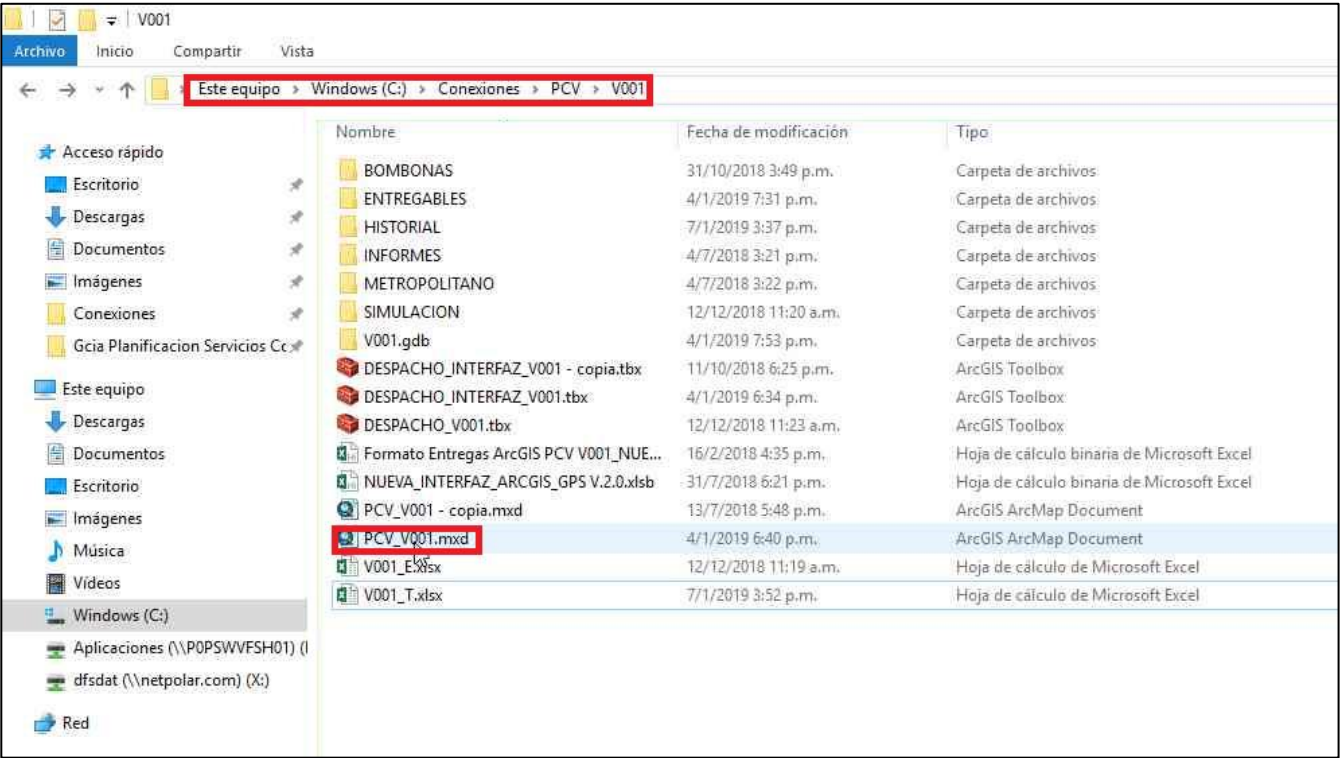 V001
Archivo Inicio Compartir Vista
Este equipo > Windows (C:) > Conexiones > PCV > V001
Nombre Fecha de modificación Tipo
Acceso rápido
Escritorio
Descargas
Documentos
Imágenes
Conexiones
Gcia Planificacion Servicios Cc
Este equipo
Descargas
Documentos
Escritorio
Imágenes
Música
Vídeos
Windows (C:)
Aplicaciones (\\P0PSWVFSH01) (
dfsdat (\\netpolar.com) (X:)
Red
BOMBONAS 31/10/2018 3:49 p.m. Carpeta de archivos
ENTREGABLES 4/1/2019 7:31 p.m. Carpeta de archivos
HISTORIAL 7/1/2019 3:37 p.m. Carpeta de archivos
INFORMES 4/7/2018 3:21 p.m. Carpeta de archivos
METROPOLITANO 4/7/2018 3:22 p.m. Carpeta de archivos
SIMULACION 12/12/2018 11:20 a.m. Carpeta de archivos
V001.gdb 4/1/2019 7:53 p.m. Carpeta de archivos
DESPACHO_INTERFAZ_V001 - copia.tbx 11/10/2018 6:25 p.m. ArcGIS Toolbox
DESPACHO_INTERFAZ_V001.tbx 4/1/2019 6:34 p.m. ArcGIS Toolbox
DESPACHO_V001.tbx 12/12/2018 11:23 a.m. ArcGIS Toolbox
Formato Entregas ArcGIS PCV V001_NUE... 16/2/2018 4:35 p.m. Hoja de cálculo binaria de Microsoft Excel
NUEVA_INTERFAZ_ARCGIS_GPS V.2.0.xlsb 31/7/2018 6:21 p.m. Hoja de cálculo binaria de Microsoft Excel
PCV_V001 - copia.mxd 13/7/2018 5:48 p.m. ArcGIS ArcMap Document
PCV_V001.mxd 4/1/2019 6:40 p.m. ArcGIS ArcMap Document
V001_E.xlsx 12/12/2018 11:19 a.m. Hoja de cálculo de Microsoft Excel
V001_T.xlsx 7/1/2019 3:52 p.m. Hoja de cálculo de Microsoft Excel